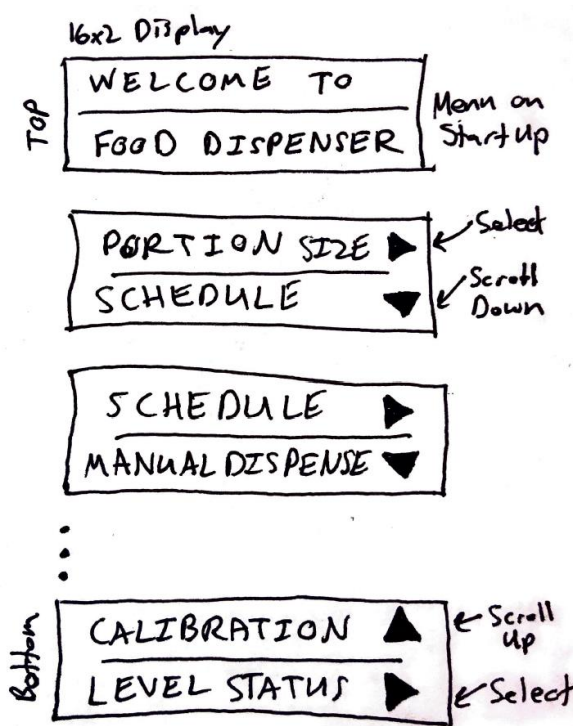 16x2 Display
TOP
WELCOME TO
FOOD DISPENSER
Menu on
Start Up
PORTION SIZE ▶
SCHEDULE ▼
Select
Scroll
Down
SCHEDULE ▶
MANUAL DISPENSE ▼
Bottom
CALIBRATION ▲
LEVEL STATUS ▶
Scroll
Up
Select